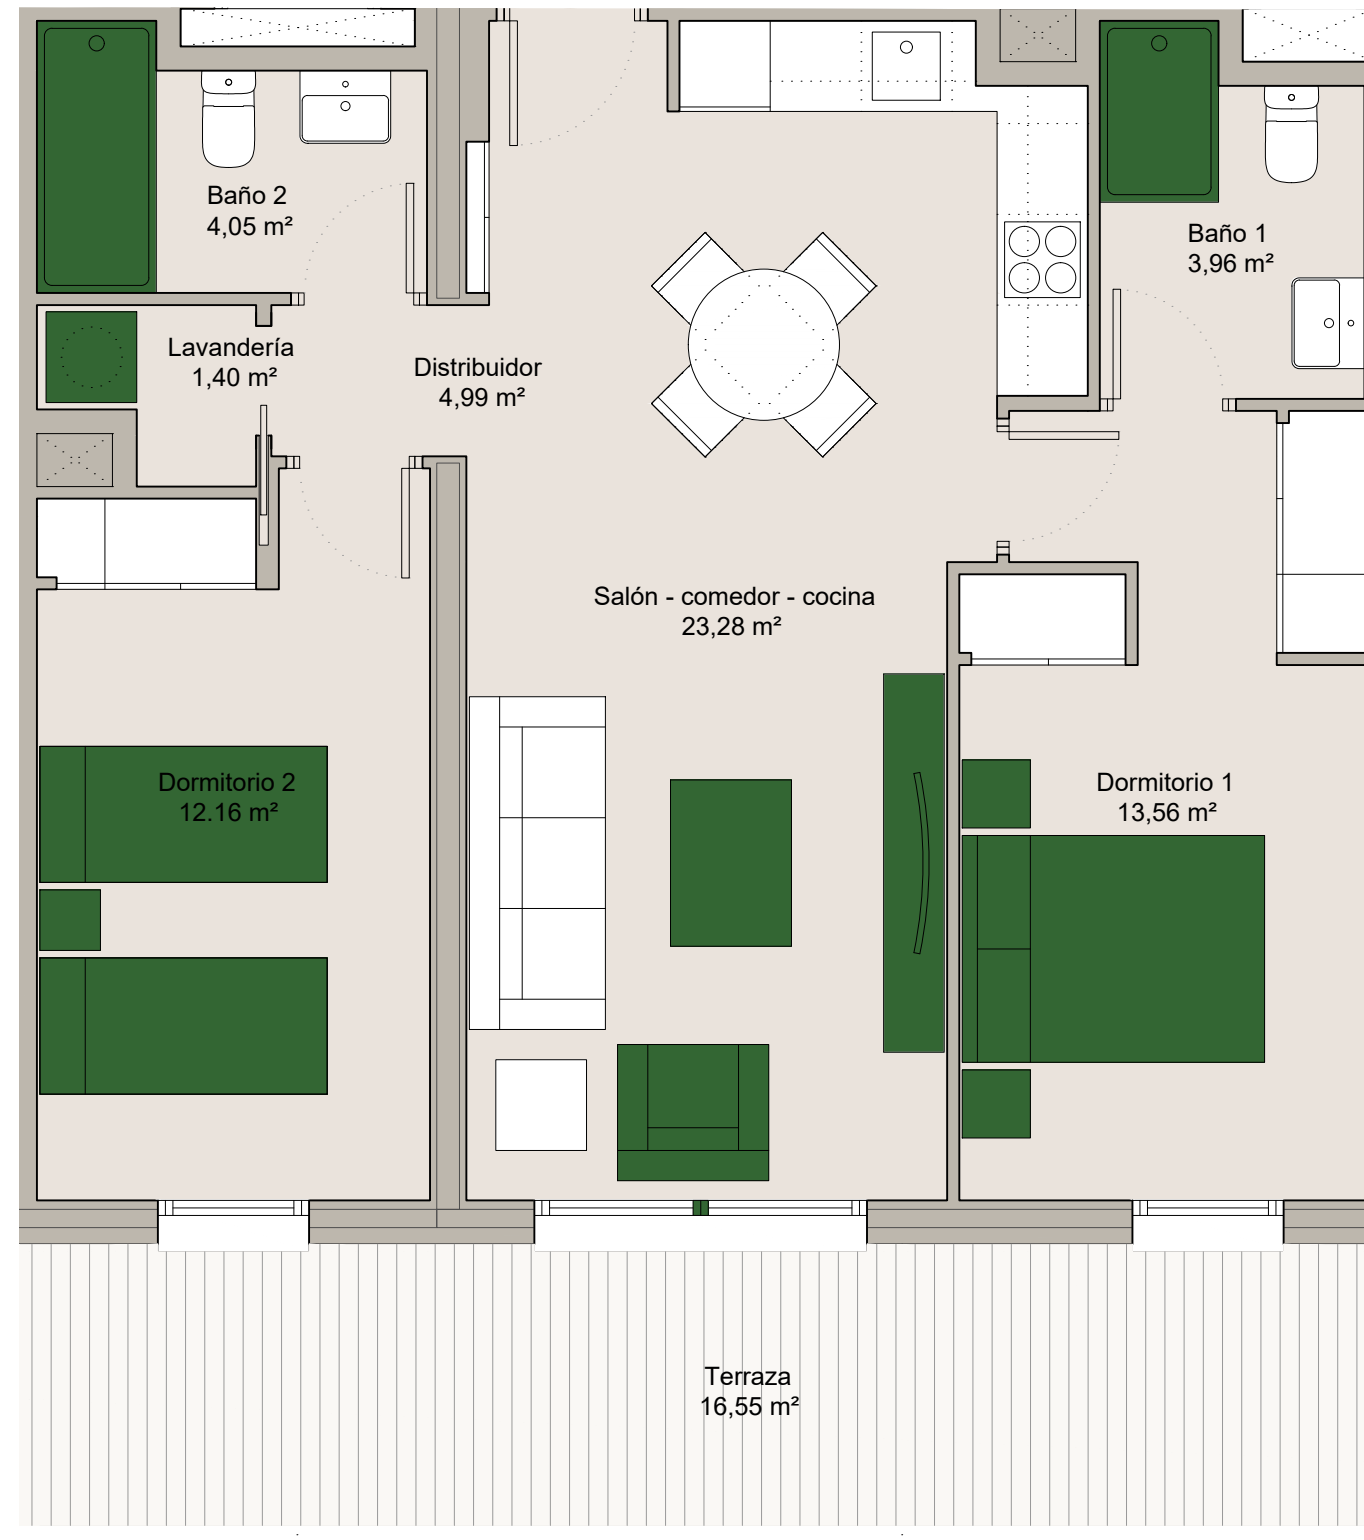 Baño 2
4,05 m²
Baño 1
3,96 m²
Lavandería
1,40 m²
Distribuidor
4,99 m²
Salón - comedor - cocina
23,28 m²
Dormitorio 2
12.16 m²
Dormitorio 1
13,56 m²
Terraza
16,55 m²